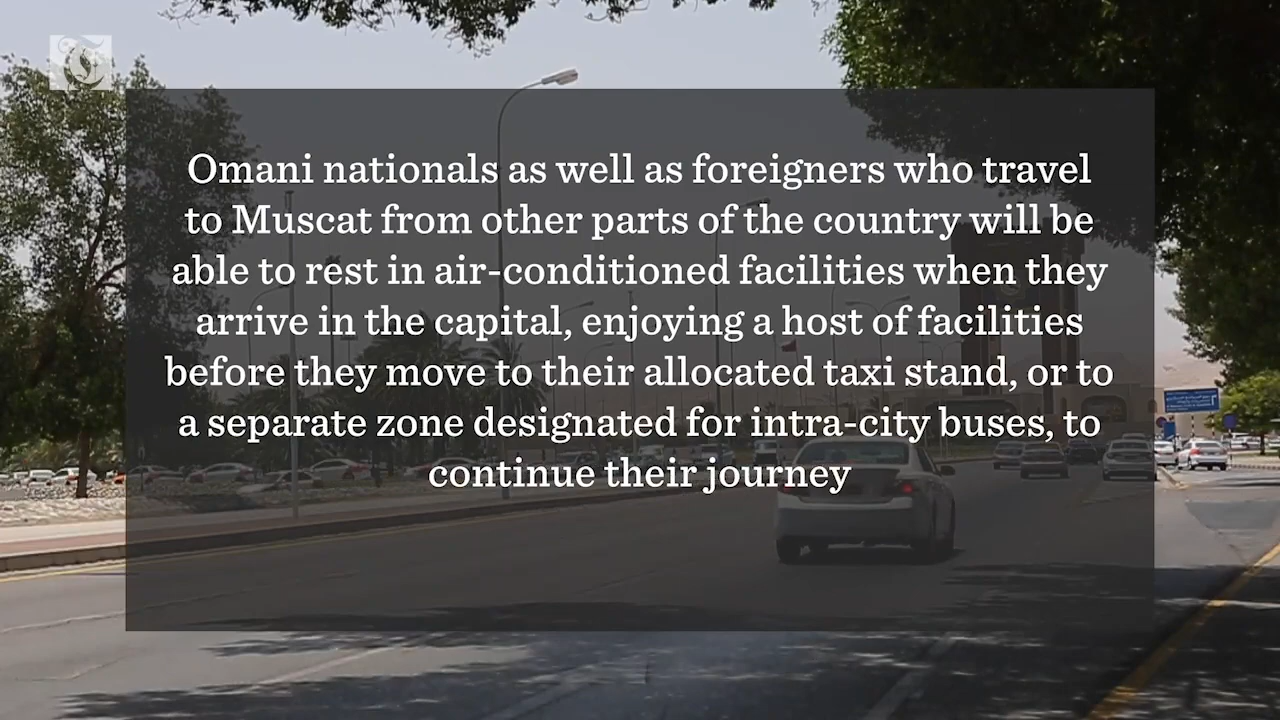 Omani nationals as well as foreigners who travel
to Muscat from other parts of the country will be
able to rest in air-conditioned facilities when they
arrive in the capital, enjoying a host of facilities
before they move to their allocated taxi stand, or to
a separate zone designated for intra-city buses, to
continue their journey